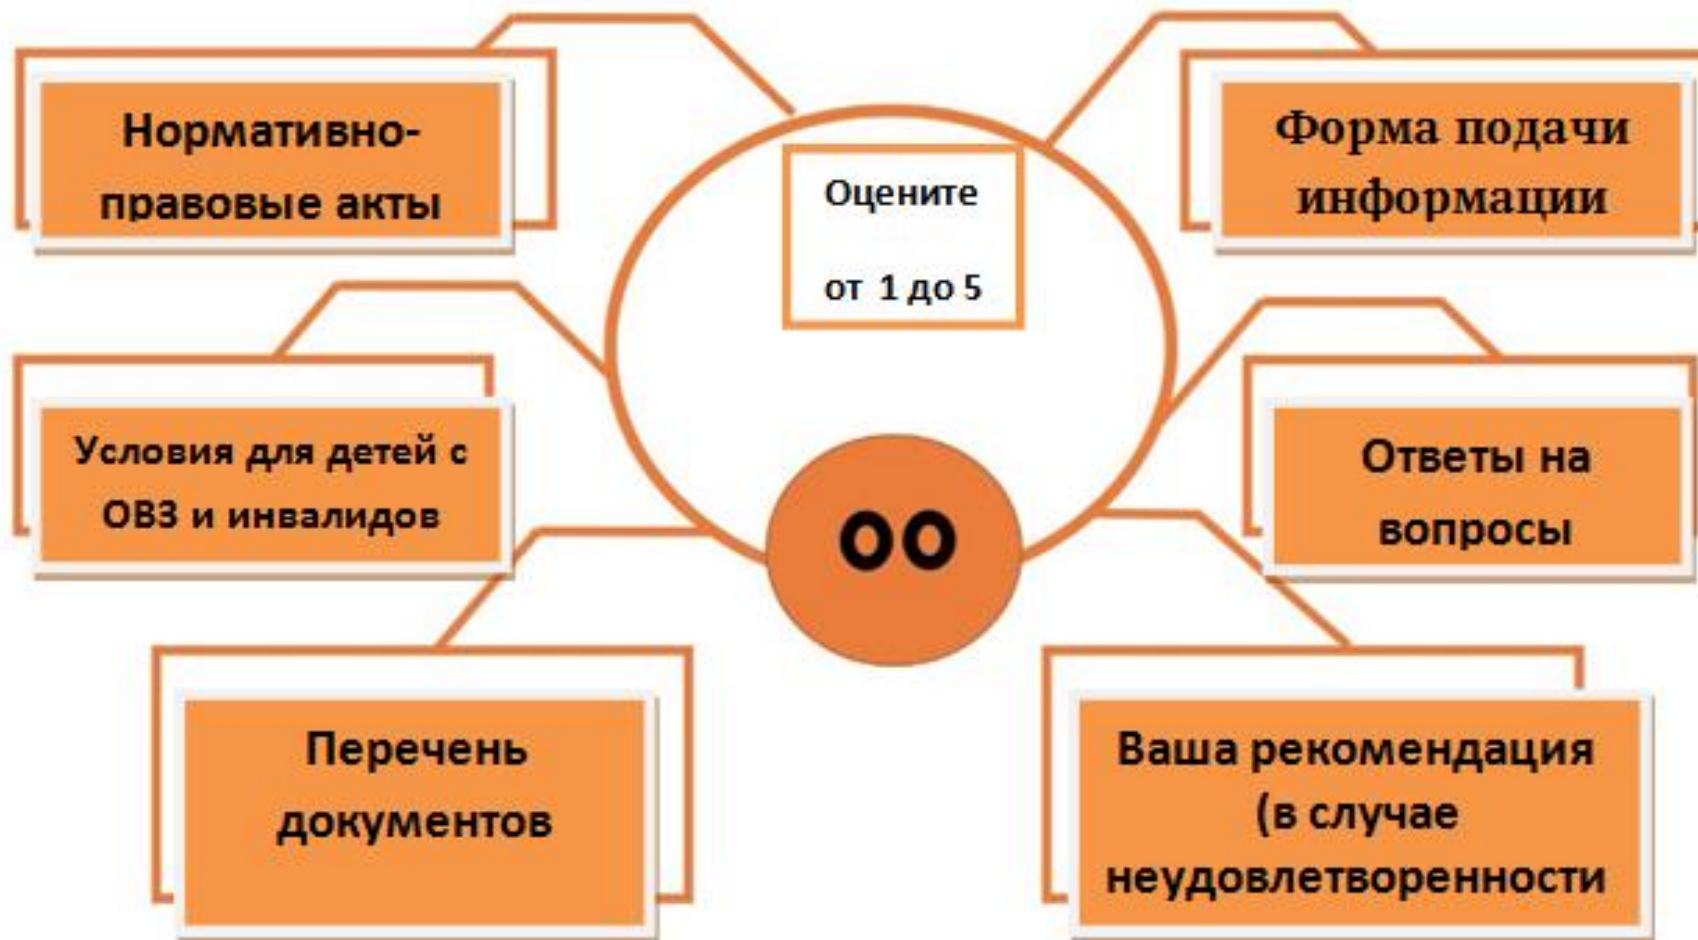 Нормативно-
правовые акты
Оцените
от 1 до 5
Форма подачи
информации
Условия для детей с
ОВЗ и инвалидов
ОО
Ответы на
вопросы
Перечень
документов
Ваша рекомендация
(в случае
неудовлетворенности